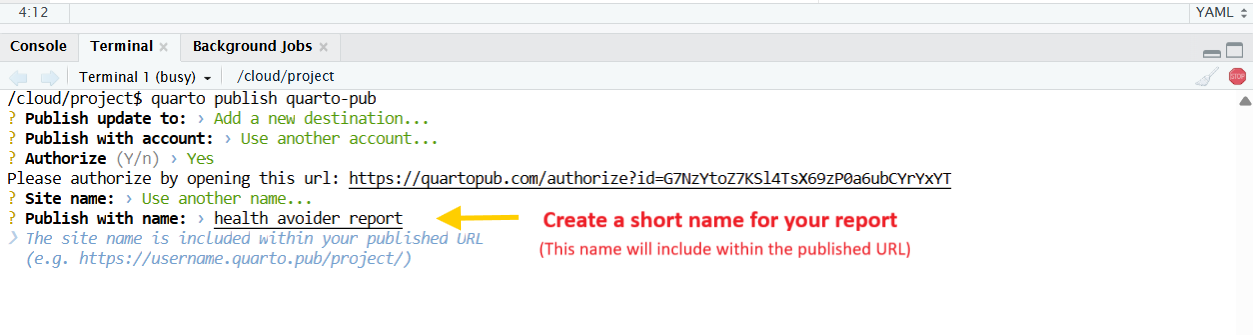 4:12 YAML
Console Terminal Background Jobs
Terminal 1 (busy) /cloud/project
STOP
/cloud/project$ quarto publish quarto-pub
? Publish update to: › Add a new destination...
? Publish with account: › Use another account...
? Authorize (Y/n) › Yes
Please authorize by opening this url: https://quartopub.com/authorize?id=G7NzYtoZ7KSl4TsX69zP0a6ubCYrYxYT
? Site name: › Use another name...
? Publish with name: › health avoider report
Create a short name for your report
› The site name is included within your published URL
(This name will include within the published URL)
(e.g. https://username.quarto.pub/project/)